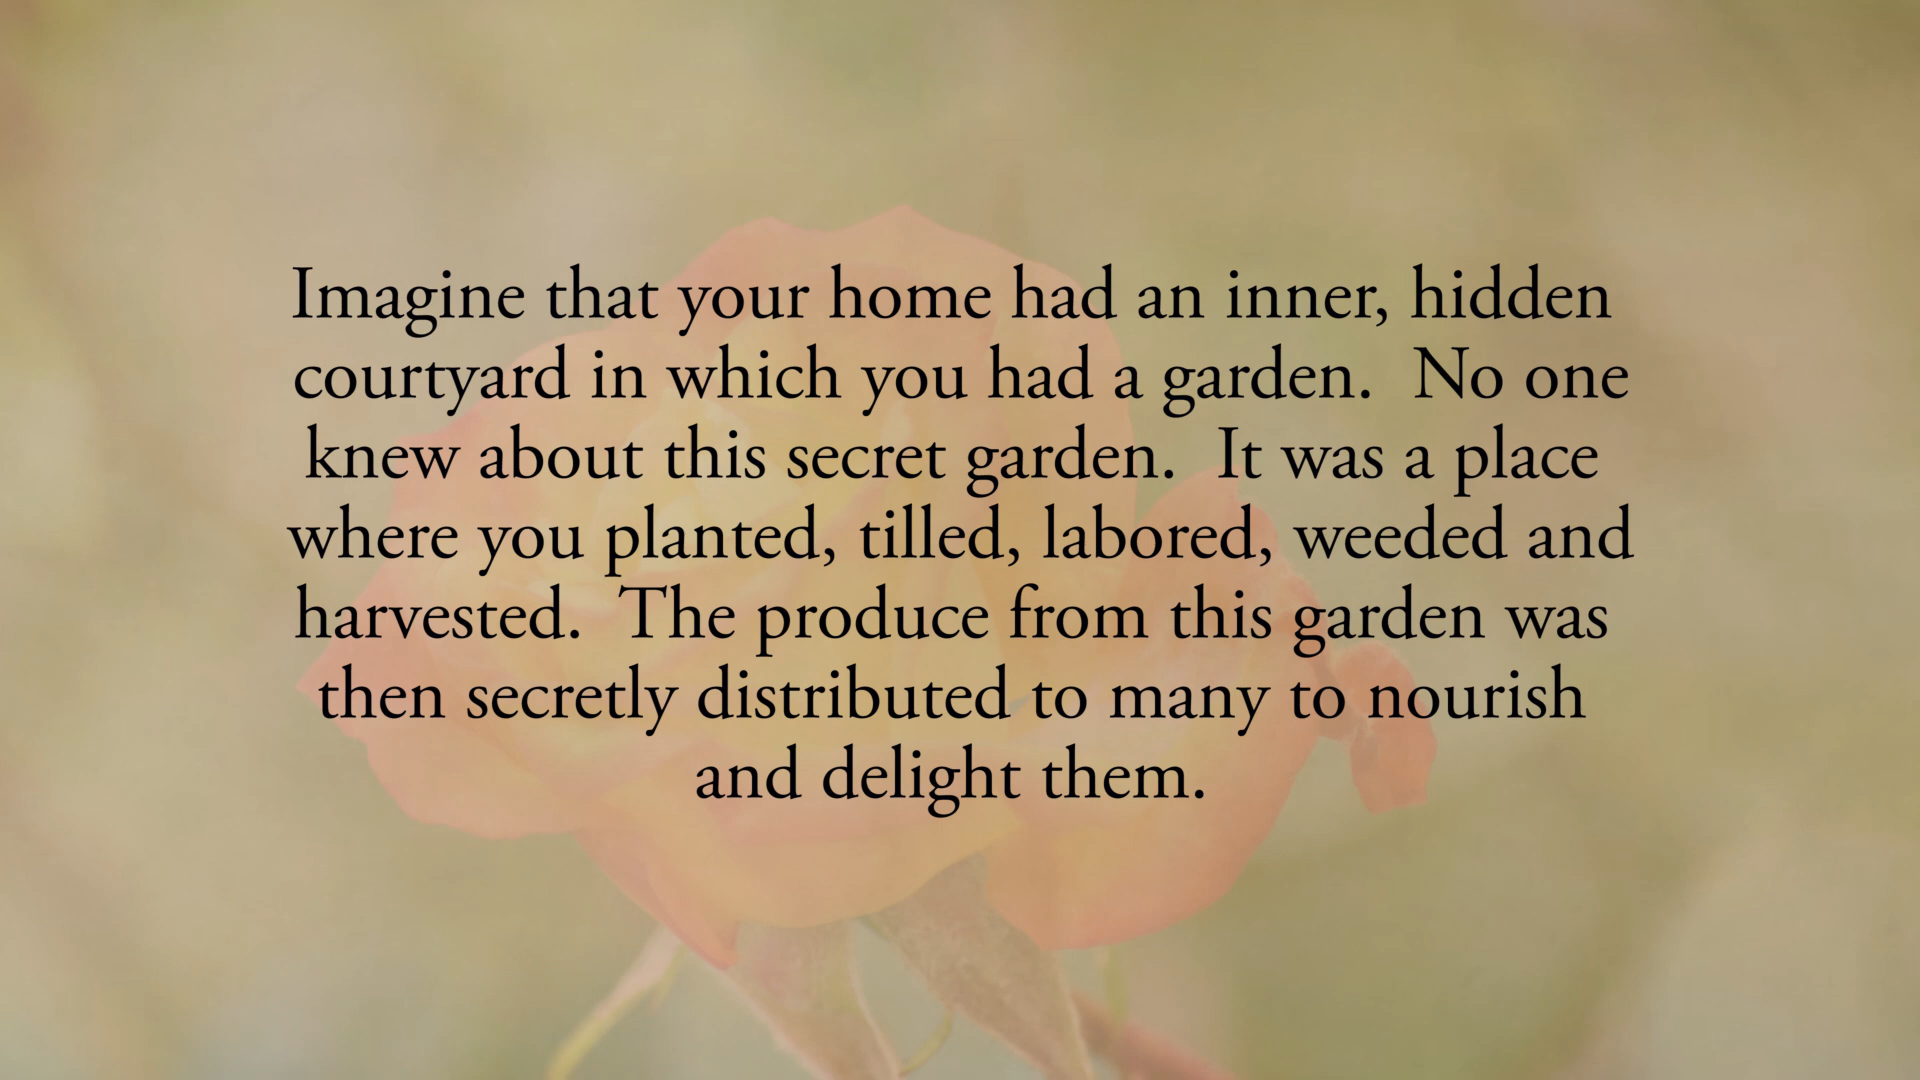 Imagine that your home had an inner, hidden
courtyard in which you had a garden.  No one
knew about this secret garden.  It was a place
where you planted, tilled, labored, weeded and
harvested.  The produce from this garden was
then secretly distributed to many to nourish
and delight them.